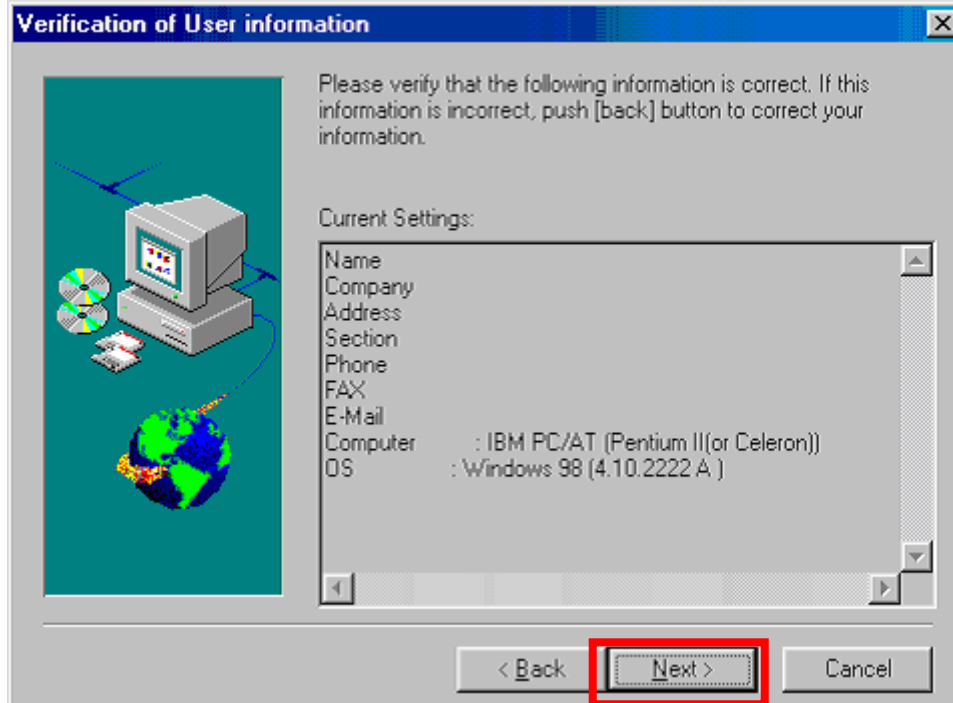 Verification of User information
Please verify that the following information is correct. If this
information is incorrect, push [back] button to correct your
information.
Current Settings:
Name
Company
Address
Section
Phone
FAX
E-Mail
Computer : IBM PC/AT (Pentium II(or Celeron))
OS : Windows 98 (4.10.2222 A )
< Back Next > Cancel